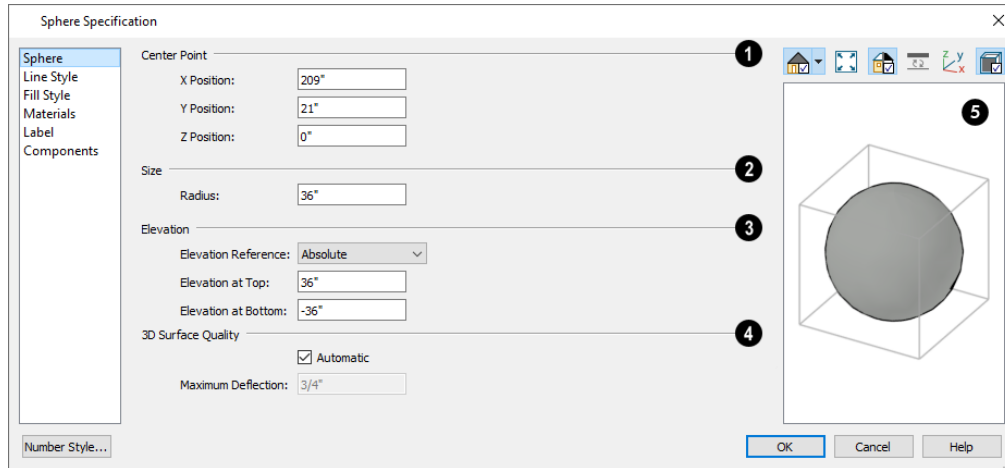 Sphere Specification
Sphere
Line Style
Fill Style
Materials
Label
Components
Center Point
1
X Position: 209"
Y Position: 21"
Z Position: 0"
Size
2
Radius: 36"
Elevation
3
Elevation Reference: Absolute
Elevation at Top: 36"
Elevation at Bottom: -36"
3D Surface Quality
4
Automatic
Maximum Deflection: 3/4"
z y x
5
Number Style...
OK Cancel Help